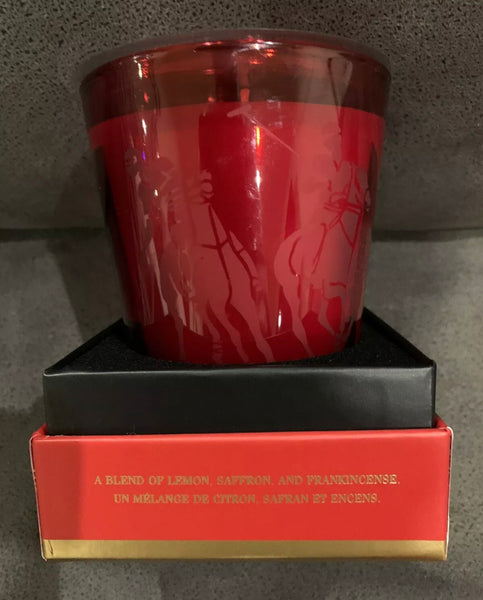 A BLEND OF LEMON, SAFFRON, AND FRANKINCENSE.
UN MÉLANGE DE CITRON, SAFRAN ET ENCENS.